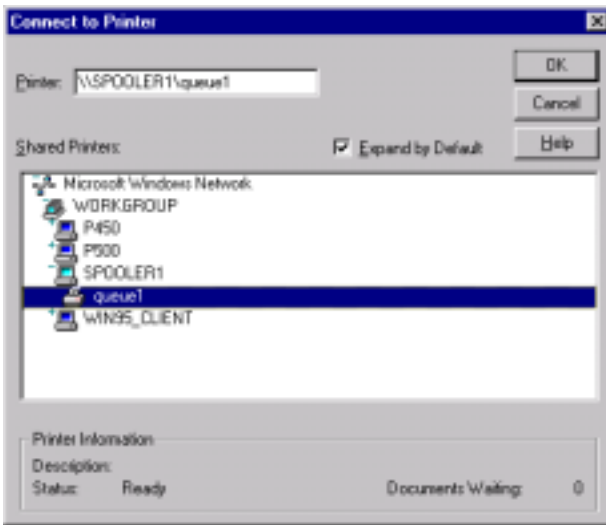 Connect to Printer
Printer: \\SPOOLER1\queue1
OK
Cancel
Shared Printers:
Expand by Default
Help
Microsoft Windows Network
WORKGROUP
P450
P500
SPOOLER1
queue1
WIN95_CLIENT
Printer Information
Description:
Status: Ready
Documents Waiting: 0